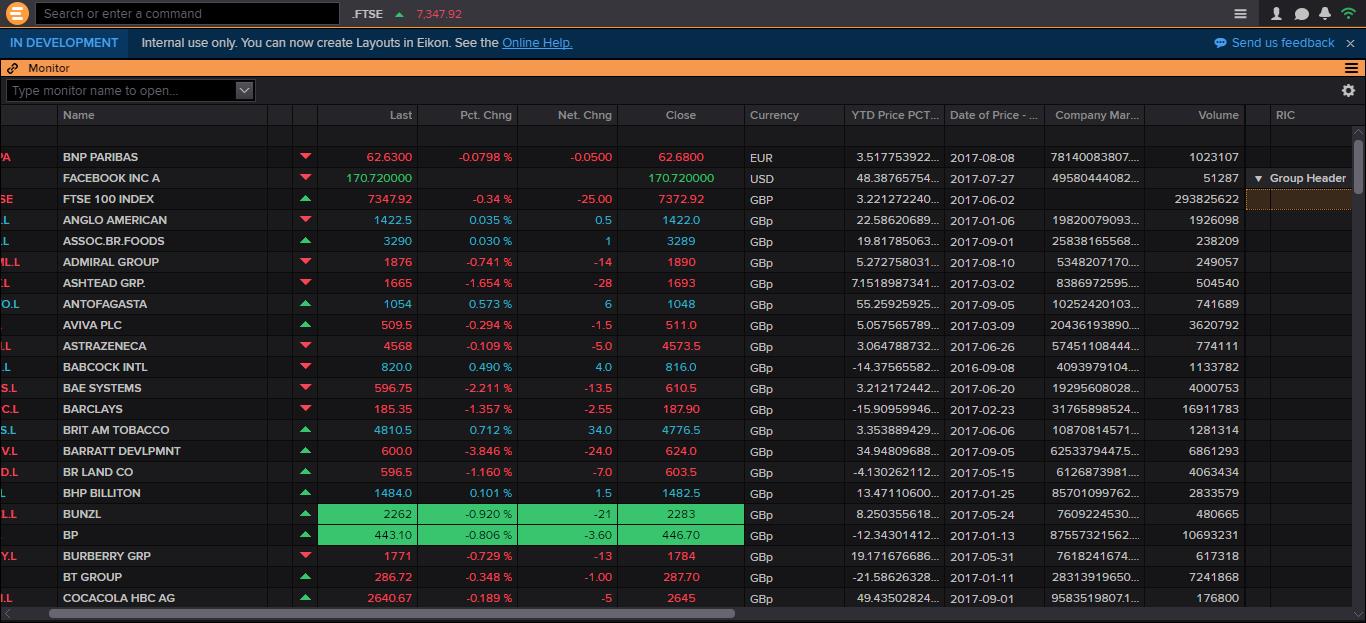 Search or enter a command .FTSE 7,347.92
IN DEVELOPMENT Internal use only. You can now create Layouts in Eikon. See the Online Help. Send us feedback
Monitor
Type monitor name to open...
Name Last Pct. Chng Net. Chng Close Currency YTD Price PCT... Date of Price - ... Company Mar... Volume RIC
PA BNP PARIBAS 62.6300 -0.0798 % -0.0500 62.6800 EUR 3.517753922... 2017-08-08 78140083807.... 1023107
FACEBOOK INC A 170.720000 170.720000 USD 48.38765754... 2017-07-27 49580444082... 51287 Group Header
SE FTSE 100 INDEX 7347.92 -0.34 % -25.00 7372.92 GBP 3.221272240... 2017-06-02 293825622
.L ANGLO AMERICAN 1422.5 0.035 % 0.5 1422.0 GBp 22.58620689... 2017-01-06 19820079093... 1926098
.L ASSOC.BR.FOODS 3290 0.030 % 1 3289 GBp 19.81785063... 2017-09-01 25838165568... 238209
ML.L ADMIRAL GROUP 1876 -0.741 % -14 1890 GBp 5.272758031... 2017-08-10 5348207170.... 249057
.L ASHTEAD GRP. 1665 -1.654 % -28 1693 GBp 7.1518987341... 2017-03-02 8386972595.... 504540
O.L ANTOFAGASTA 1054 0.573 % 6 1048 GBp 55.25925925... 2017-09-05 10252420103... 741689
AVIVA PLC 509.5 -0.294 % -1.5 511.0 GBp 5.057565789... 2017-03-09 20436193890.... 3620792
.L ASTRAZENECA 4568 -0.109 % -5.0 4573.5 GBp 3.064788732... 2017-06-26 57451108444... 774111
.L BABCOCK INTL 820.0 0.490 % 4.0 816.0 GBp -14.37565582... 2016-09-08 4093979104.... 1133782
S.L BAE SYSTEMS 596.75 -2.211 % -13.5 610.5 GBp 3.212172442... 2017-06-20 19295608028... 4000753
C.L BARCLAYS 185.35 -1.357 % -2.55 187.90 GBp -15.90959946... 2017-02-23 31765898524... 16911783
S.L BRIT AM TOBACCO 4810.5 0.712 % 34.0 4776.5 GBp 3.353889429... 2017-06-06 10870814571... 1281314
V.L BARRATT DEVLPMNT 600.0 -3.846 % -24.0 624.0 GBp 34.94809688... 2017-09-05 6253379447.5... 6861293
D.L BR LAND CO 596.5 -1.160 % -7.0 603.5 GBp -4.130262112... 2017-05-15 6126873981.... 4063434
L BHP BILLITON 1484.0 0.101 % 1.5 1482.5 GBp 13.47110600... 2017-01-25 85701099762... 2833579
L.L BUNZL 2262 -0.920 % -21 2283 GBp 8.250355618... 2017-05-24 7609224530.... 480665
BP 443.10 -0.806 % -3.60 446.70 GBp -12.34301412... 2017-01-13 87557321562.... 10693231
Y.L BURBERRY GRP 1771 -0.729 % -13 1784 GBp 19.171676686... 2017-05-31 7618241674.... 617318
BT GROUP 286.72 -0.348 % -1.00 287.70 GBp -21.58626328... 2017-01-11 28313919650... 7241868
.L COCACOLA HBC AG 2640.67 -0.189 % -5 2645 GBp 49.43502824... 2017-09-01 9583519807.1... 176800